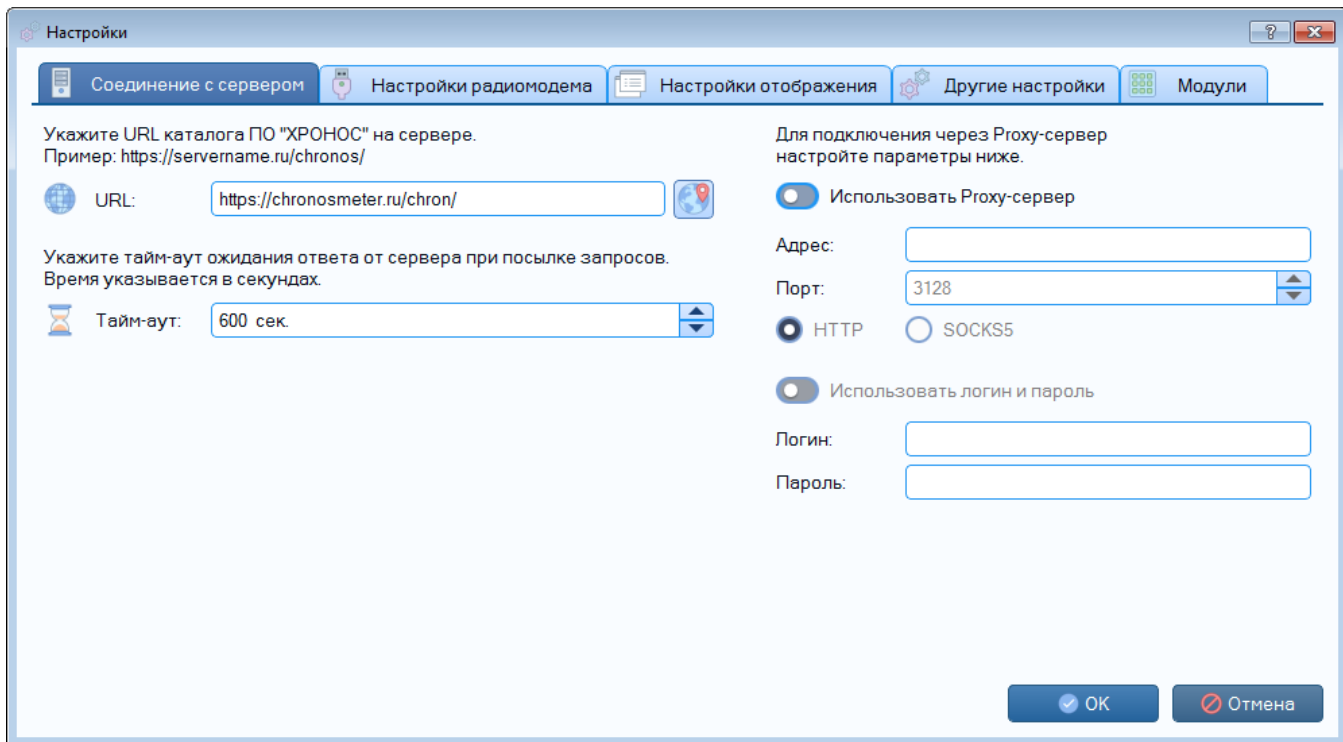 Настройки
Соединение с сервером
Настройки радиомодема
Настройки отображения
Другие настройки
Модули
Укажите URL каталога ПО "ХРОНОС" на сервере.
Пример: https://servername.ru/chronos/
URL:
https://chronosmeter.ru/chron/
Укажите тайм-аут ожидания ответа от сервера при посылке запросов.
Время указывается в секундах.
Тайм-аут:
600 сек.
Для подключения через Proxy-сервер
настройте параметры ниже.
Использовать Proxy-сервер
Адрес:
Порт:
3128
HTTP
SOCKS5
Использовать логин и пароль
Логин:
Пароль:
OK
Отмена